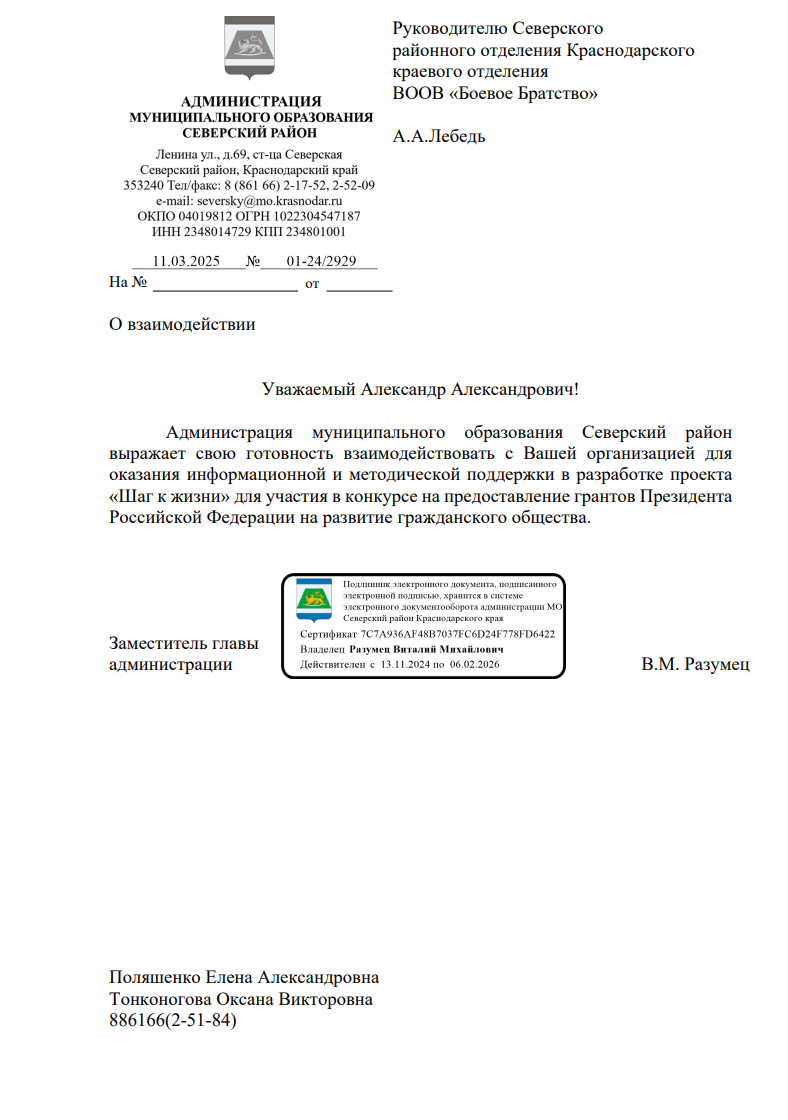 АДМИНИСТРАЦИЯ
МУНИЦИПАЛЬНОГО ОБРАЗОВАНИЯ
СЕВЕРСКИЙ РАЙОН
Ленина ул., д.69, ст-ца Северская
Северский район, Краснодарский край
353240 Тел/факс: 8 (861 66) 2-17-52, 2-52-09
e-mail: seversky@mo.krasnodar.ru
ОКПО 04019812 ОГРН 1022304547187
ИНН 2348014729 КПП 234801001
11.03.2025 № 01-24/2929
На № от
Руководителю Северского
районного отделения Краснодарского
краевого отделения
ВООВ «Боевое Братство»
А.А.Лебедь
О взаимодействии
Уважаемый Александр Александрович!
Администрация муниципального образования Северский район
выражает свою готовность взаимодействовать с Вашей организацией для
оказания информационной и методической поддержки в разработке проекта
«Шаг к жизни» для участия в конкурсе на предоставление грантов Президента
Российской Федерации на развитие гражданского общества.
Подлинник электронного документа, подписанного
электронной подписью, хранится в системе
электронного документооборота администрации МО
Северский район Краснодарского края
Сертификат 7C7A936AF48B7037FC6D24F778FD6422
Владелец Разумец Виталий Михайлович
Действителен с 13.11.2024 по 06.02.2026
Заместитель главы
администрации
В.М. Разумец
Поляшенко Елена Александровна
Тонконогова Оксана Викторовна
886166(2-51-84)